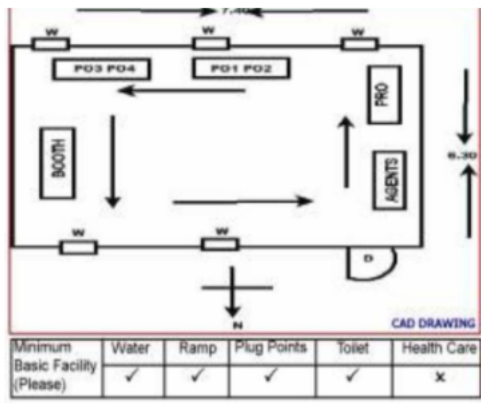 W W W
PO3 PO4 PO1 PO2
PRO
BOOTH
AGENTS
6.30
W W
D
N
CAD DRAWING
Minimum Basic Facility (Please) Water Ramp Plug Points Toilet Health Care
✓ ✓ ✓ ✓ x